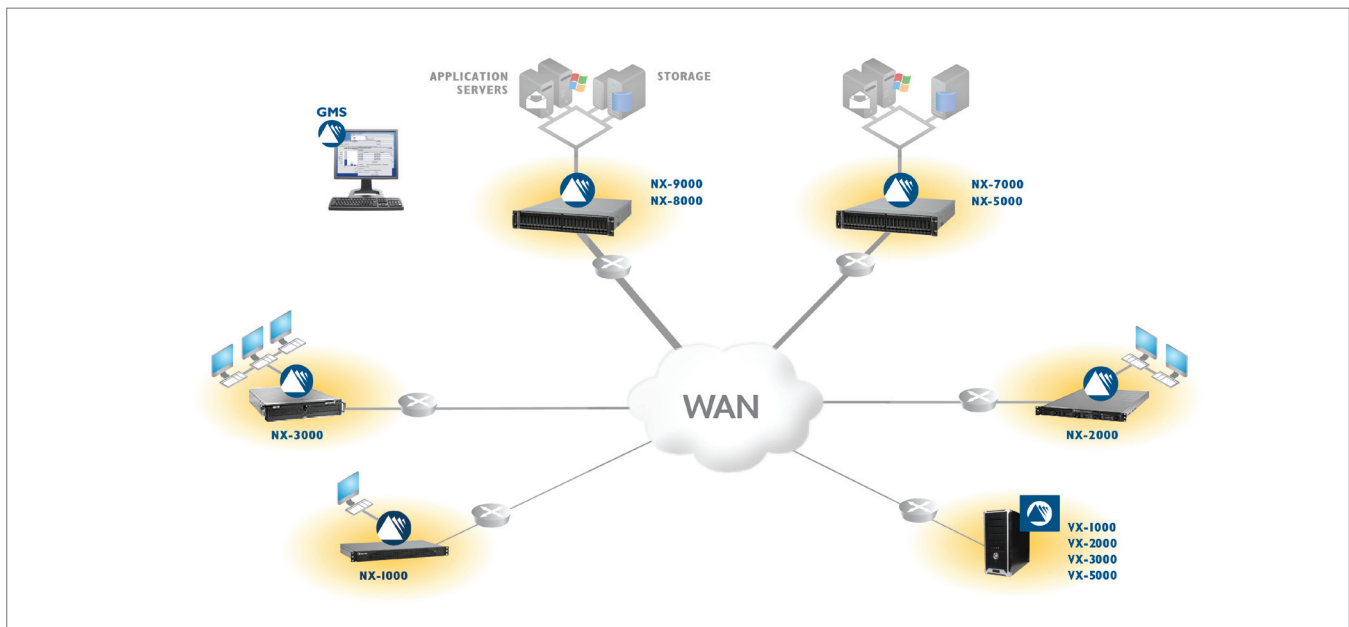 APPLICATION
SERVERS
STORAGE
GMS
NX-9000
NX-8000
NX-7000
NX-5000
WAN
NX-3000
NX-2000
NX-1000
VX-1000
VX-2000
VX-3000
VX-5000